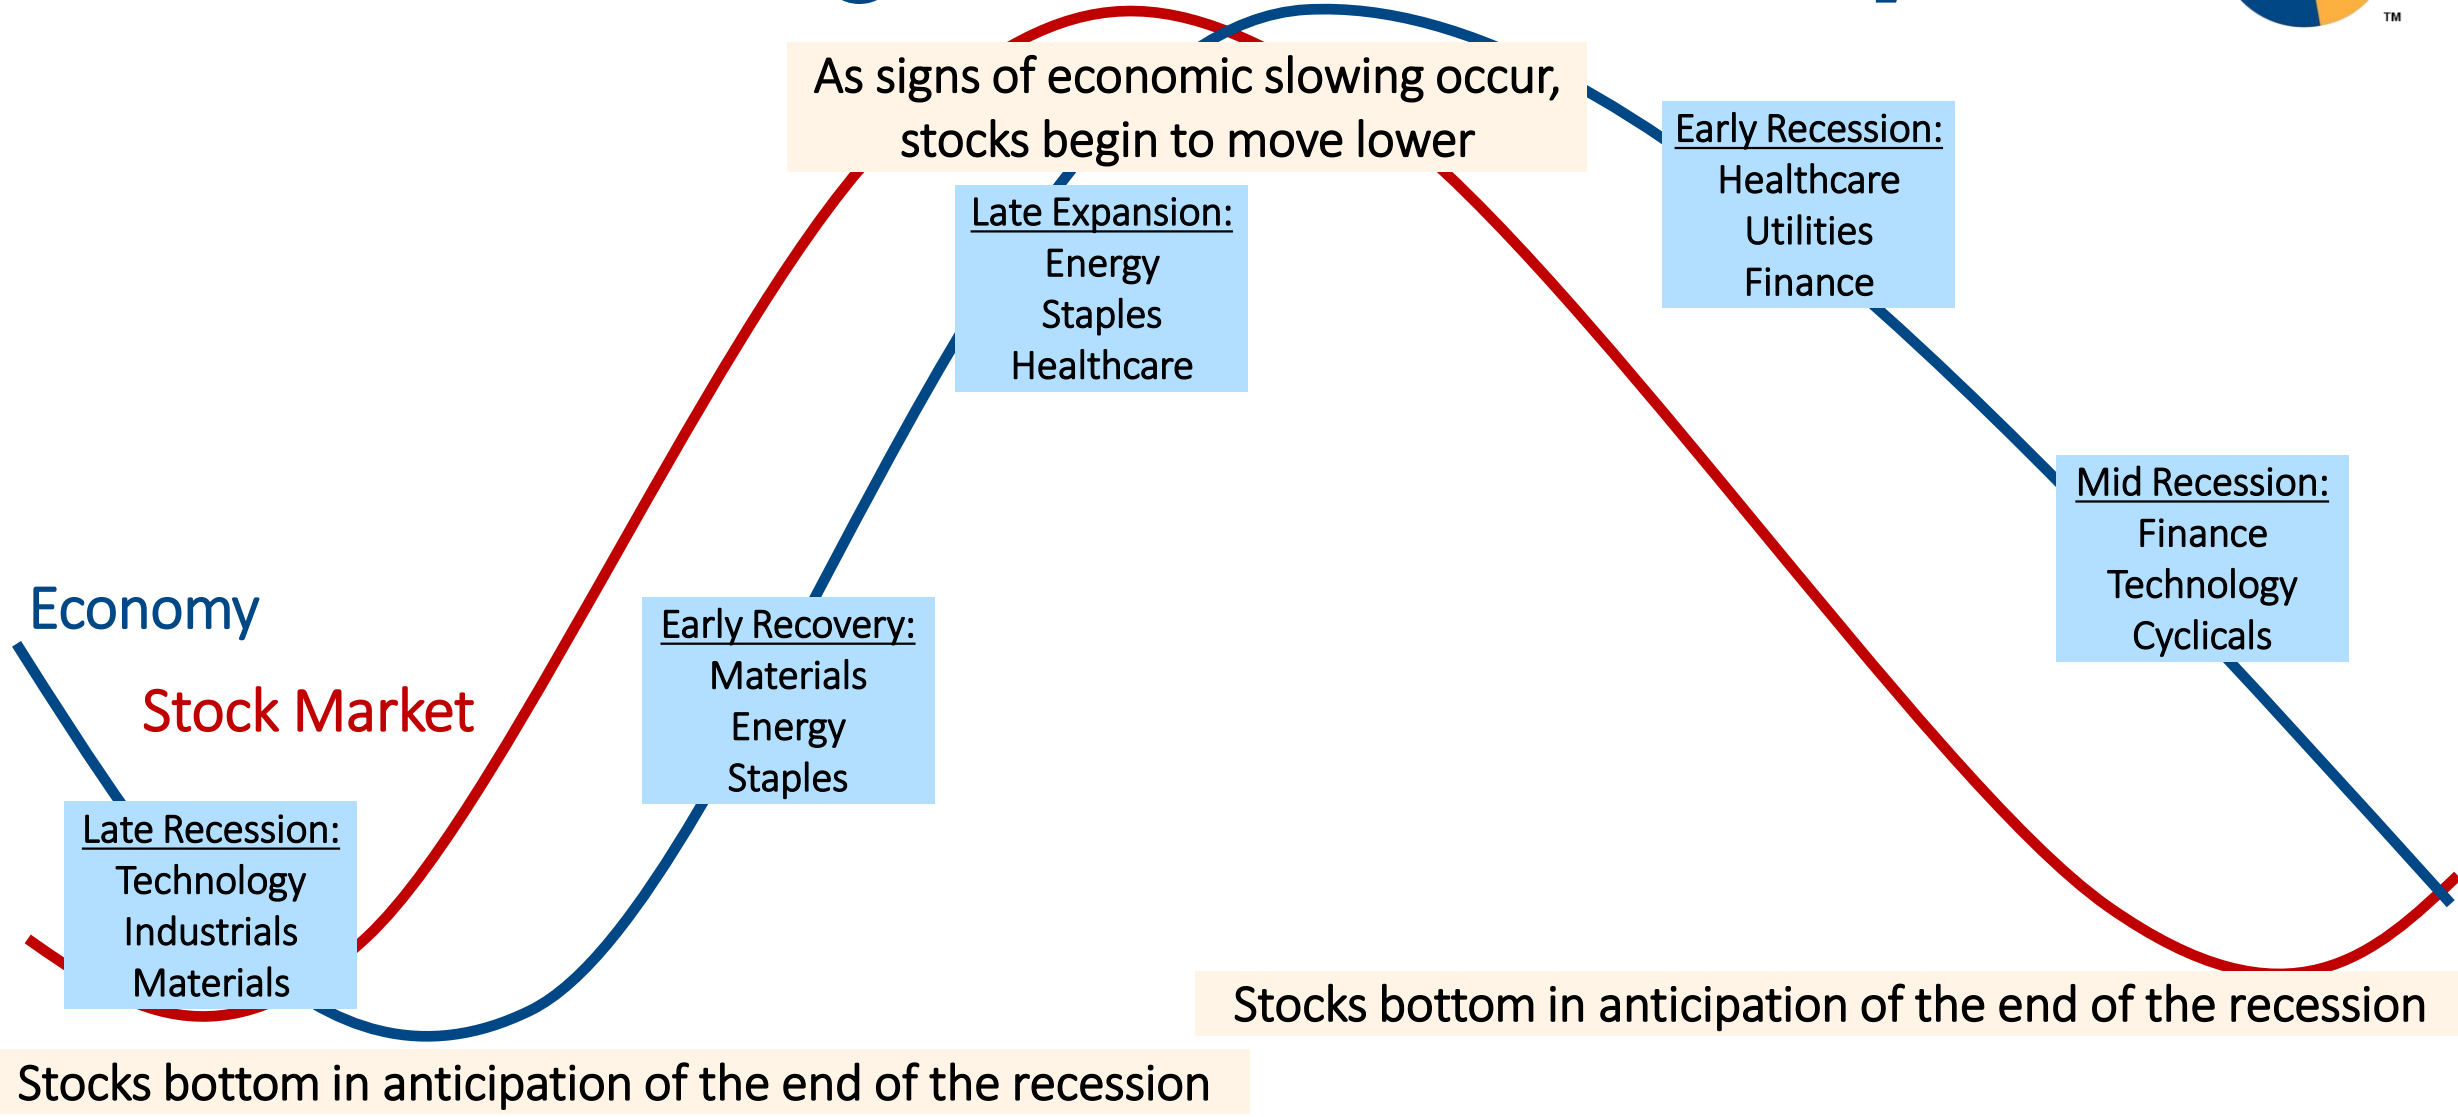 TM
As signs of economic slowing occur,
stocks begin to move lower
Early Recession:
Healthcare
Utilities
Finance
Late Expansion:
Energy
Staples
Healthcare
Mid Recession:
Finance
Technology
Cyclicals
Economy
Early Recovery:
Materials
Energy
Staples
Stock Market
Late Recession:
Technology
Industrials
Materials
Stocks bottom in anticipation of the end of the recession
Stocks bottom in anticipation of the end of the recession